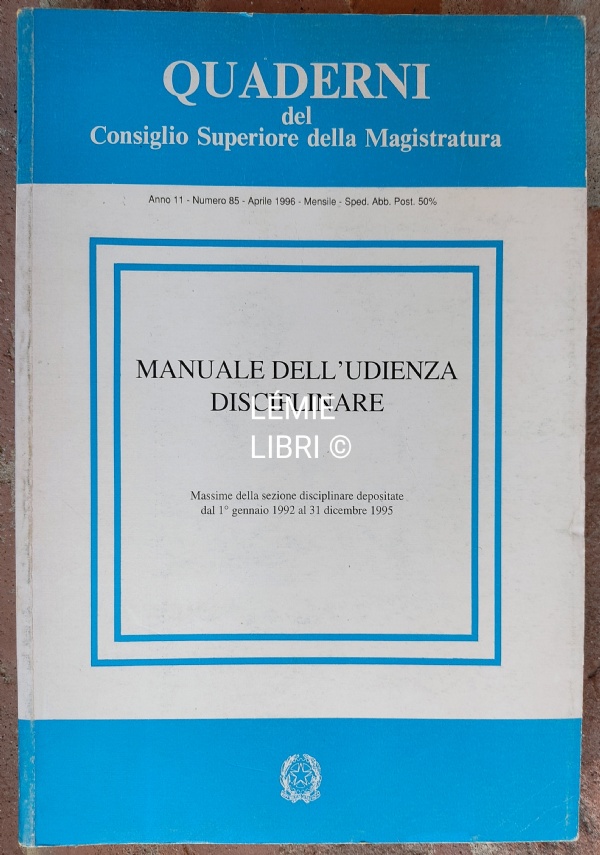 QUADERNI
del
Consiglio Superiore della Magistratura
Anno 11 - Numero 85 - Aprile 1996 - Mensile - Sped. Abb. Post. 50%
MANUALE DELL'UDIENZA
DISCIPLINARE
LÉMIE
LIBRI ©
Massime della sezione disciplinare depositate
dal 1° gennaio 1992 al 31 dicembre 1995